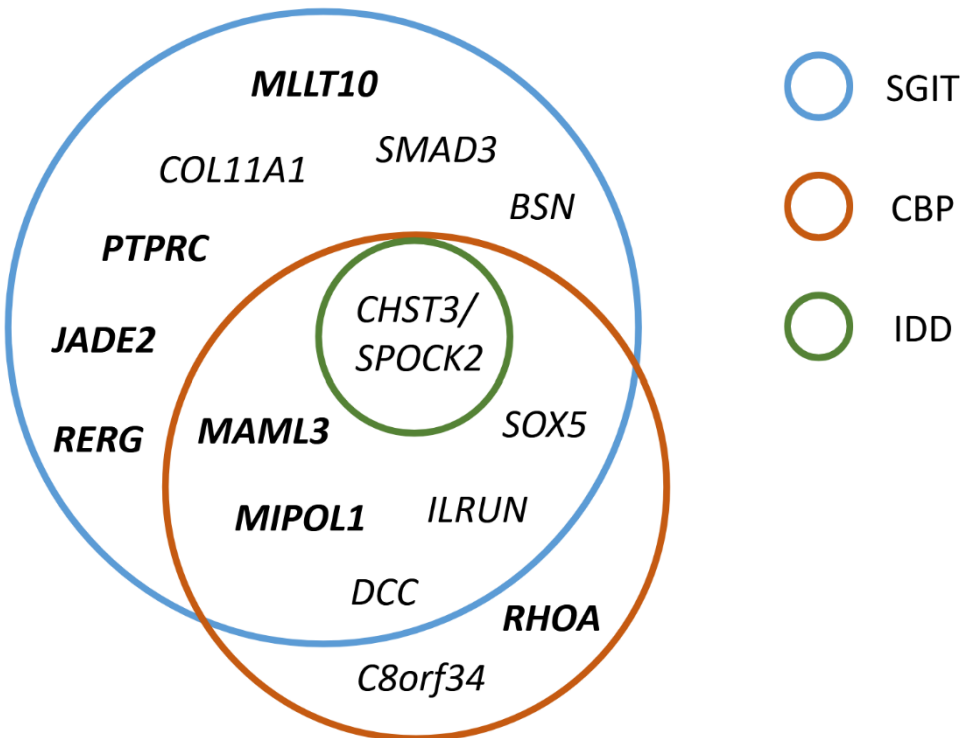 MLLT10
SMAD3
COL11A1
BSN
PTPRC
CHST3/
SPOCK2
JADE2
MAML3
SOX5
RERG
MIPOL1
ILRUN
DCC
RHOA
C8orf34
SGIT
CBP
IDD